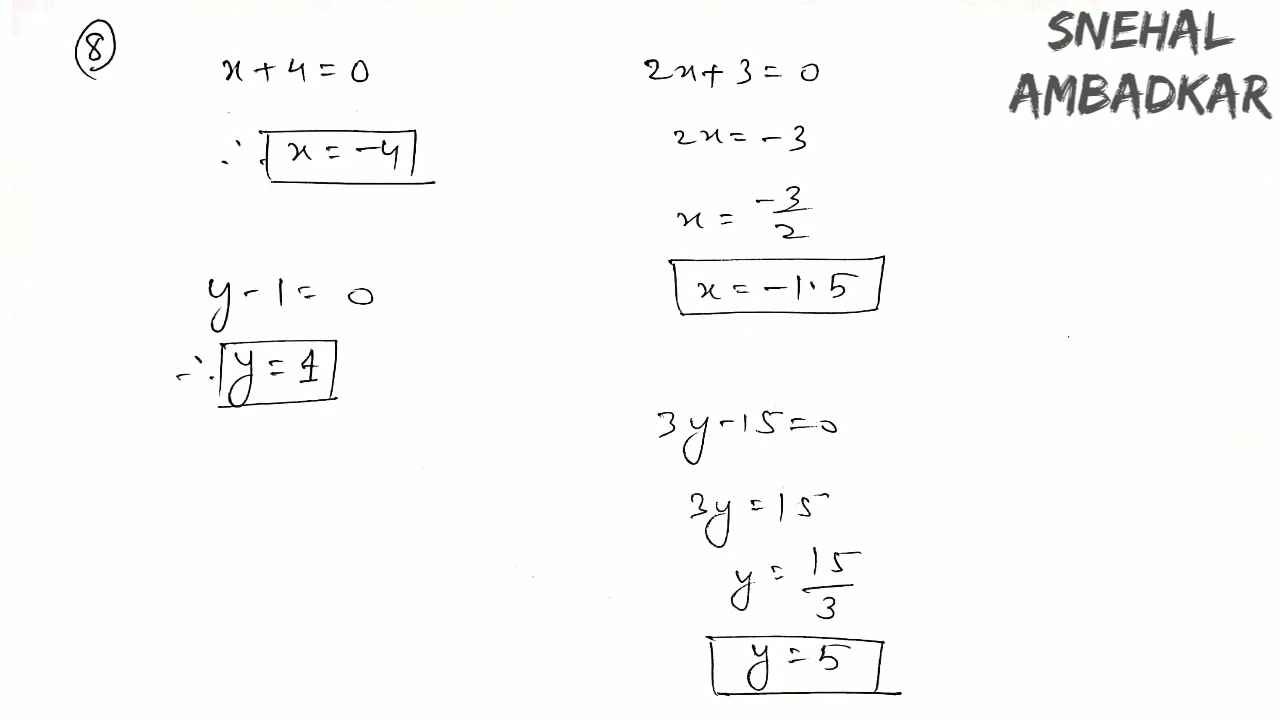 8
x + 4 = 0
∴ x = -4
y - 1 = 0
∴ y = 1
2x + 3 = 0
2x = -3
x = -3/2
x = -1.5
3y - 15 = 0
3y = 15
y = 15/3
y = 5
SNEHAL
AMBADKAR